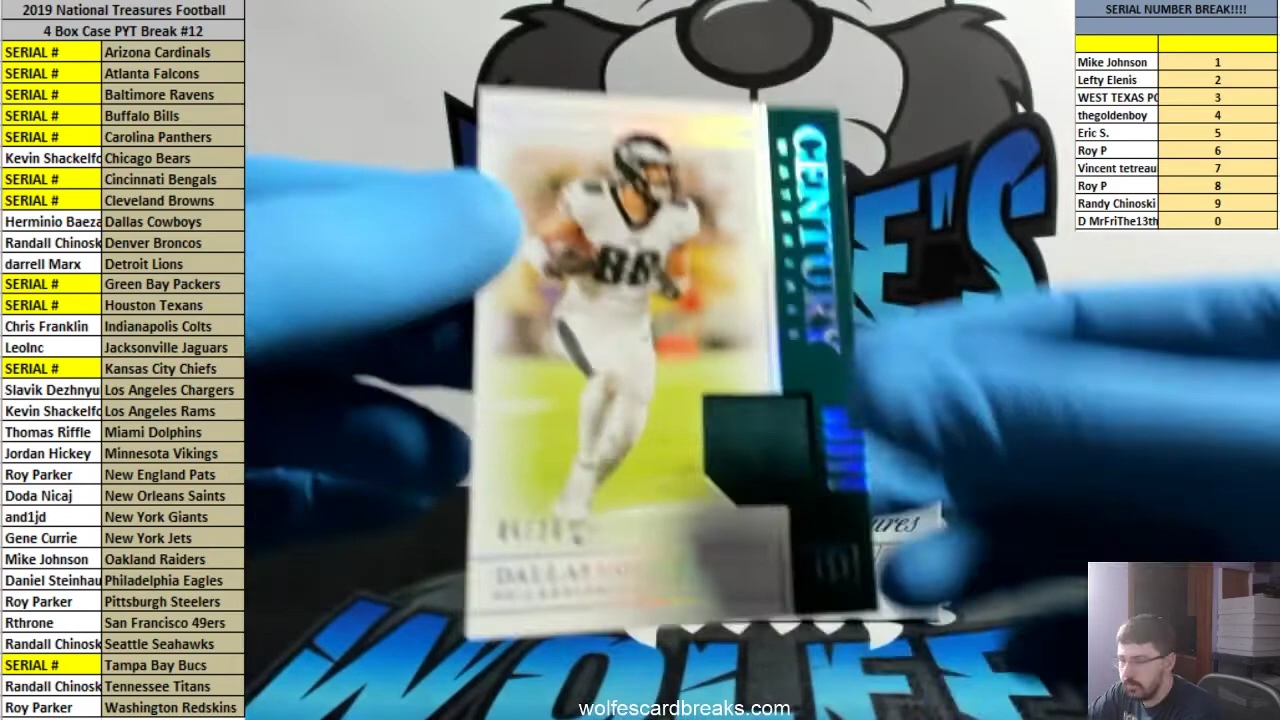 2019 National Treasures Football
4 Box Case PYT Break #12
SERIAL # Arizona Cardinals
SERIAL # Atlanta Falcons
SERIAL # Baltimore Ravens
SERIAL # Buffalo Bills
SERIAL # Carolina Panthers
Kevin Shackelfo Chicago Bears
SERIAL # Cincinnati Bengals
SERIAL # Cleveland Browns
Herminio Baeza Dallas Cowboys
Randall Chinosk Denver Broncos
darrell Marx Detroit Lions
SERIAL # Green Bay Packers
SERIAL # Houston Texans
Chris Franklin Indianapolis Colts
LeoInc Jacksonville Jaguars
SERIAL # Kansas City Chiefs
Slavik Dezhnyu Los Angeles Chargers
Kevin Shackelfo Los Angeles Rams
Thomas Riffle Miami Dolphins
Jordan Hickey Minnesota Vikings
Roy Parker New England Pats
Doda Nicaj New Orleans Saints
and1jd New York Giants
Gene Currie New York Jets
Mike Johnson Oakland Raiders
Daniel Steinhau Philadelphia Eagles
Roy Parker Pittsburgh Steelers
Rthrone San Francisco 49ers
Randall Chinosk Seattle Seahawks
SERIAL # Tampa Bay Bucs
Randall Chinosk Tennessee Titans
Roy Parker Washington Redskins
SERIAL NUMBER BREAK!!!!
Mike Johnson 1
Lefty Elenis 2
WEST TEXAS PO 3
thegoldenboy 4
Eric S. 5
Roy P 6
Vincent tetreau 7
Roy P 8
Randy Chinoski 9
D MrFriThe13th 0
88
DALLAS
WOLFE
wolfescardbreaks.com